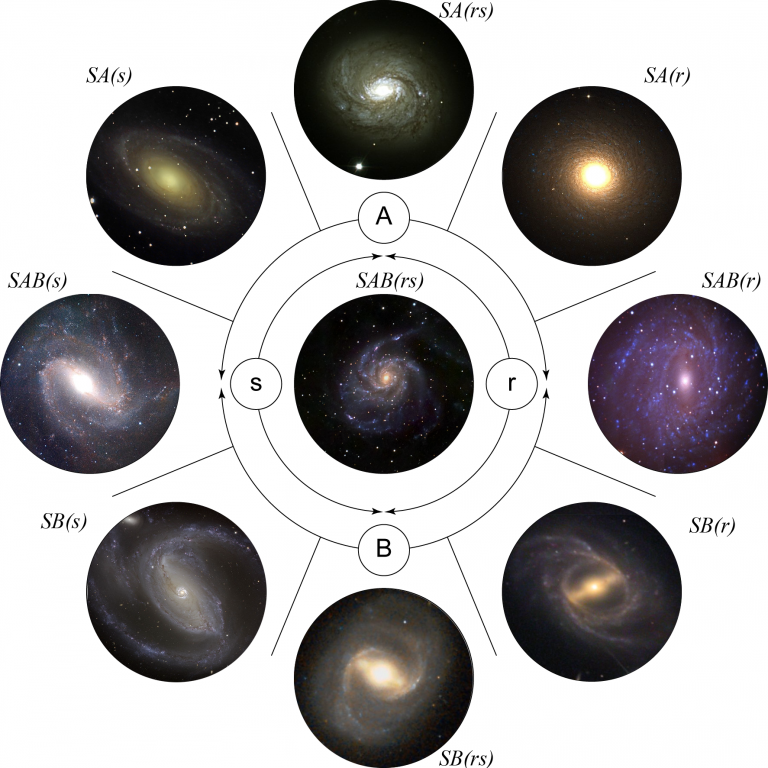 SA(rs)
SA(s)
SA(r)
A
SAB(s)
SAB(rs)
SAB(r)
s
r
SB(s)
SB(r)
B
SB(rs)